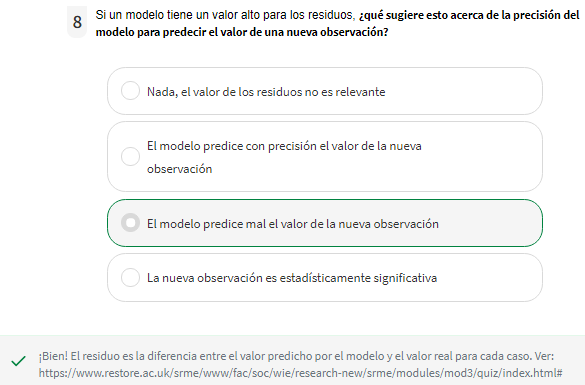 8
Si un modelo tiene un valor alto para los residuos, ¿qué sugiere esto acerca de la precisión del
modelo para predecir el valor de una nueva observación?
Nada, el valor de los residuos no es relevante
El modelo predice con precisión el valor de la nueva
observación
El modelo predice mal el valor de la nueva observación
La nueva observación es estadísticamente significativa
¡Bien! El residuo es la diferencia entre el valor predicho por el modelo y el valor real para cada caso. Ver:
https://www.restore.ac.uk/srme/www/fac/soc/wie/research-new/srme/modules/mod3/quiz/index.html#